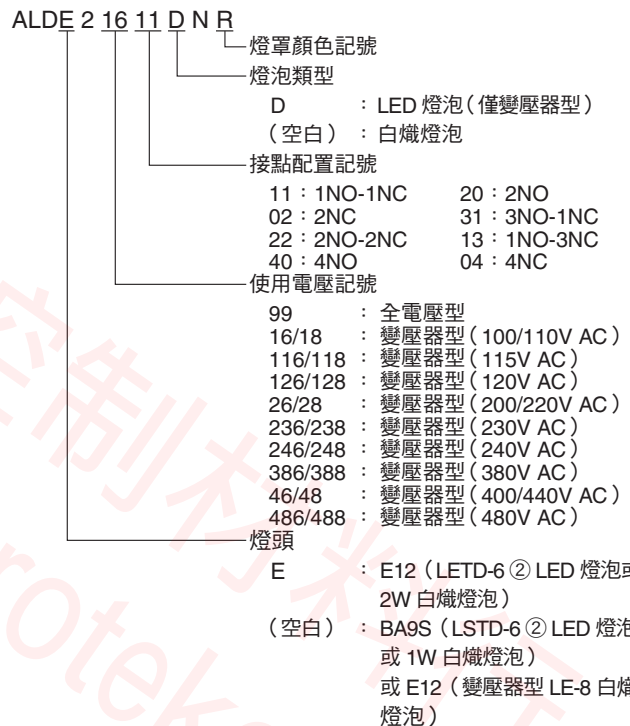 ALDE 2 16 11 D N R
燈罩顏色記號
燈泡類型
D : LED 燈泡(僅變壓器型)
(空白) : 白熾燈泡
接點配置記號
11:1NO-1NC 20:2NO
02:2NC 31:3NO-1NC
22:2NO-2NC 13:1NO-3NC
40:4NO 04:4NC
使用電壓記號
99 : 全電壓型
16/18 : 變壓器型(100/110V AC)
116/118 : 變壓器型(115V AC)
126/128 : 變壓器型(120V AC)
26/28 : 變壓器型(200/220V AC)
236/238 : 變壓器型(230V AC)
246/248 : 變壓器型(240V AC)
386/388 : 變壓器型(380V AC)
46/48 : 變壓器型(400/440V AC)
486/488 : 變壓器型(480V AC)
燈頭
E : E12(LETD-6 ② LED 燈泡或
2W 白熾燈泡)
(空白) : BA9S(LSTD-6 ② LED 燈泡
或 1W 白熾燈泡)
或 E12(變壓器型 LE-8 白熾
燈泡)